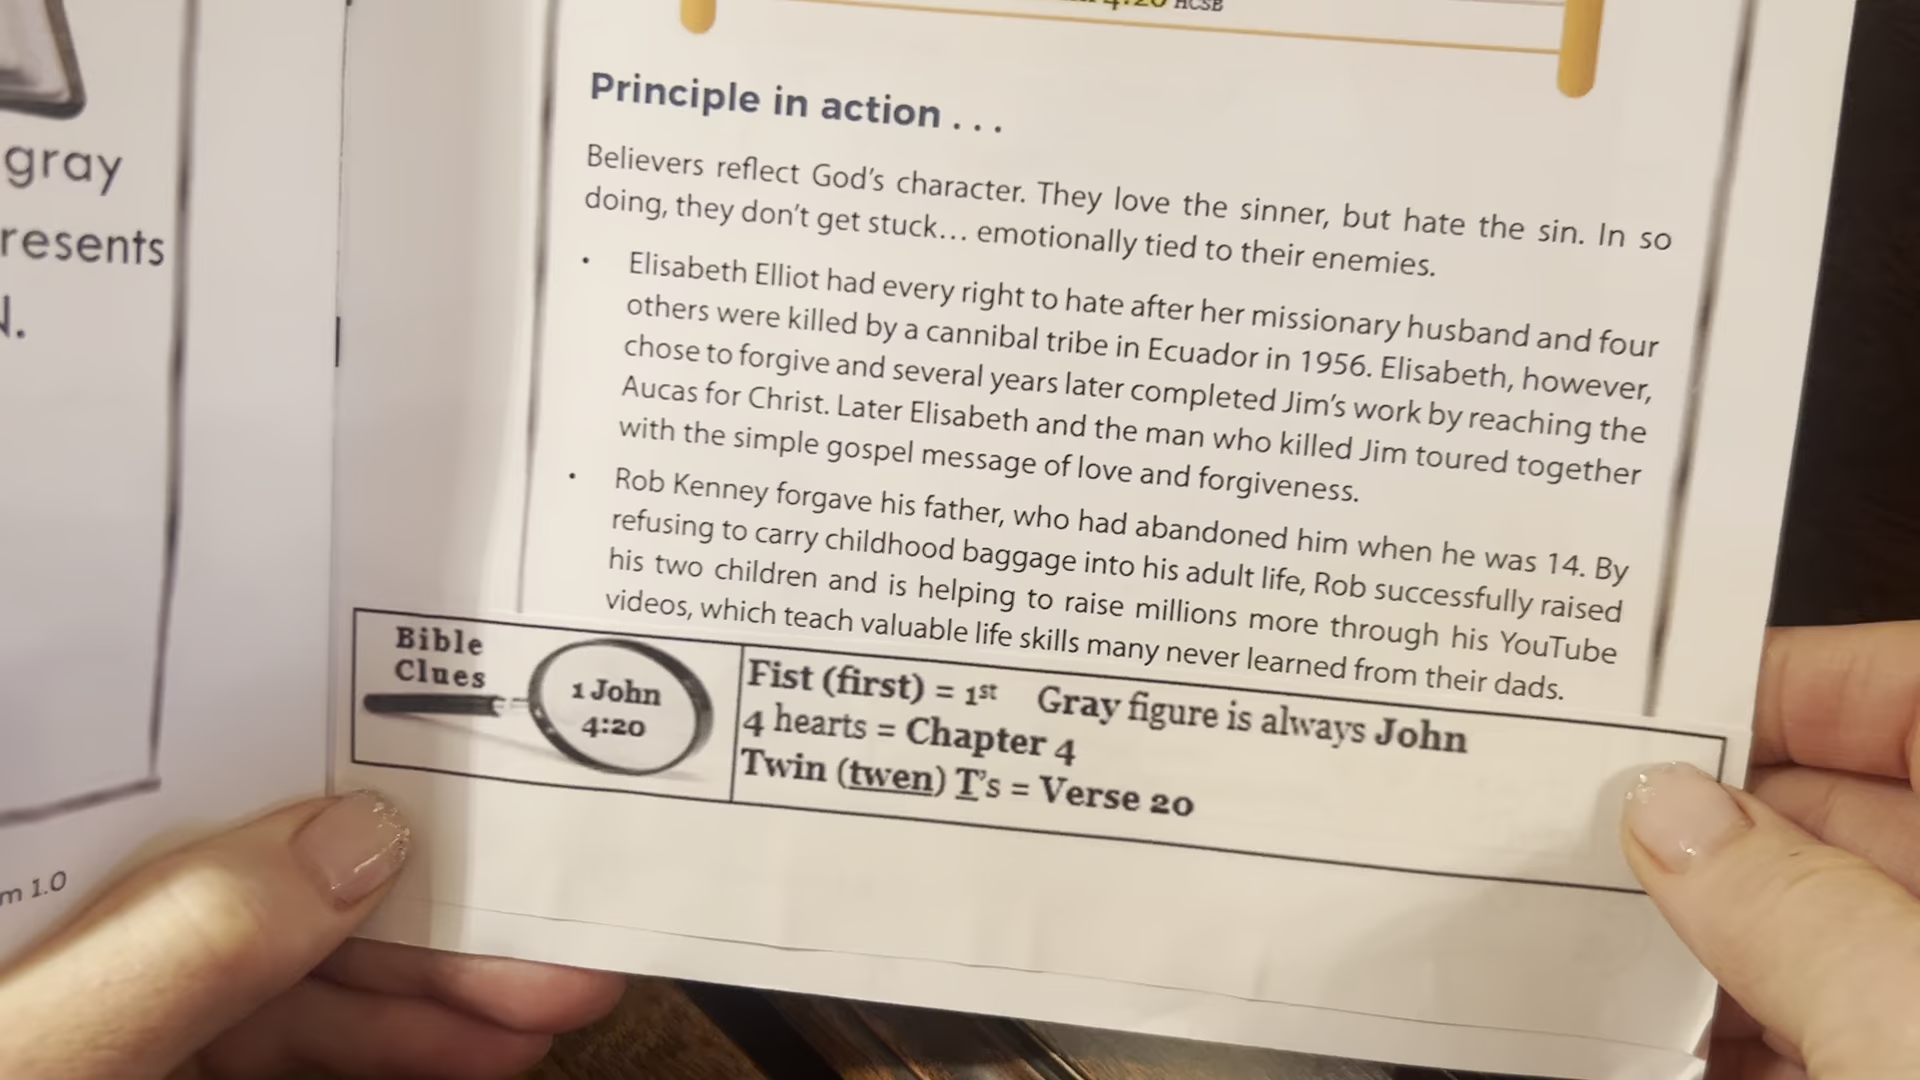 4:20 HCSB
Principle in action . . .
Believers reflect God's character. They love the sinner, but hate the sin. In so
doing, they don't get stuck... emotionally tied to their enemies.
• Elisabeth Elliot had every right to hate after her missionary husband and four
others were killed by a cannibal tribe in Ecuador in 1956. Elisabeth, however,
chose to forgive and several years later completed Jim's work by reaching the
Aucas for Christ. Later Elisabeth and the man who killed Jim toured together
with the simple gospel message of love and forgiveness.
• Rob Kenney forgave his father, who had abandoned him when he was 14. By
refusing to carry childhood baggage into his adult life, Rob successfully raised
his two children and is helping to raise millions more through his YouTube
videos, which teach valuable life skills many never learned from their dads.
Bible
Clues
1 John
4:20
Fist (first) = 1st Gray figure is always John
4 hearts = Chapter 4
Twin (twen) T's = Verse 20
gray
resents
m 1.0